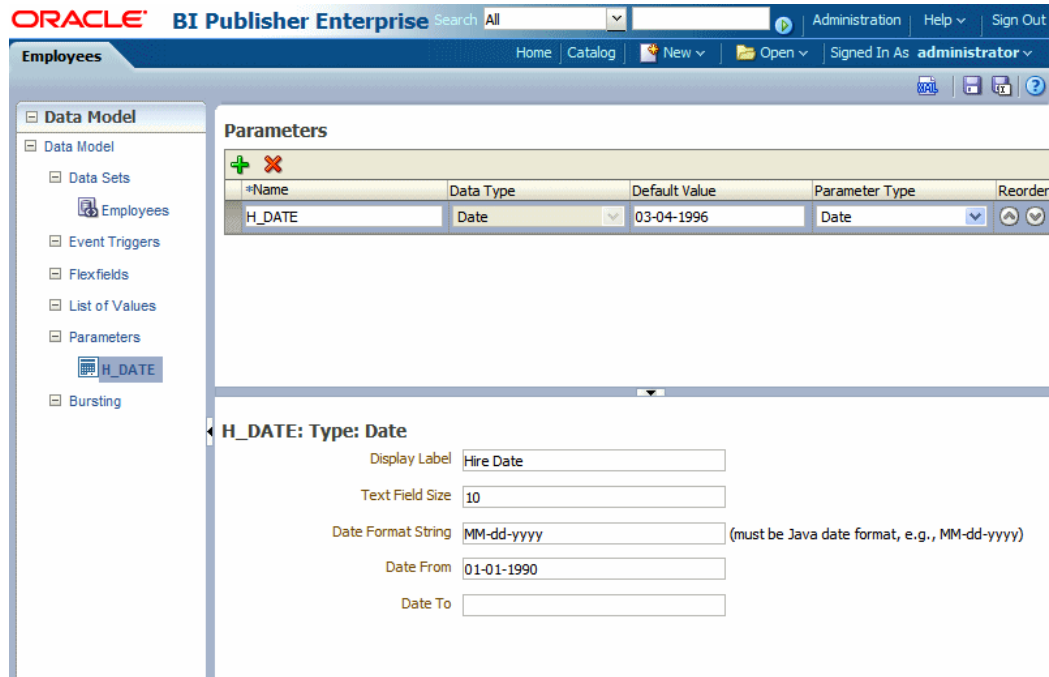 ORACLE BI Publisher Enterprise Search All Administration Help Sign Out
Employees Home Catalog New Open Signed In As administrator
XML
Data Model
Data Model
Data Sets
Employees
Event Triggers
Flexfields
List of Values
Parameters
H_DATE
Bursting
Parameters
*Name Data Type Default Value Parameter Type Reorder
H_DATE Date 03-04-1996 Date
H_DATE: Type: Date
Display Label Hire Date
Text Field Size 10
Date Format String MM-dd-yyyy (must be Java date format, e.g., MM-dd-yyyy)
Date From 01-01-1990
Date To